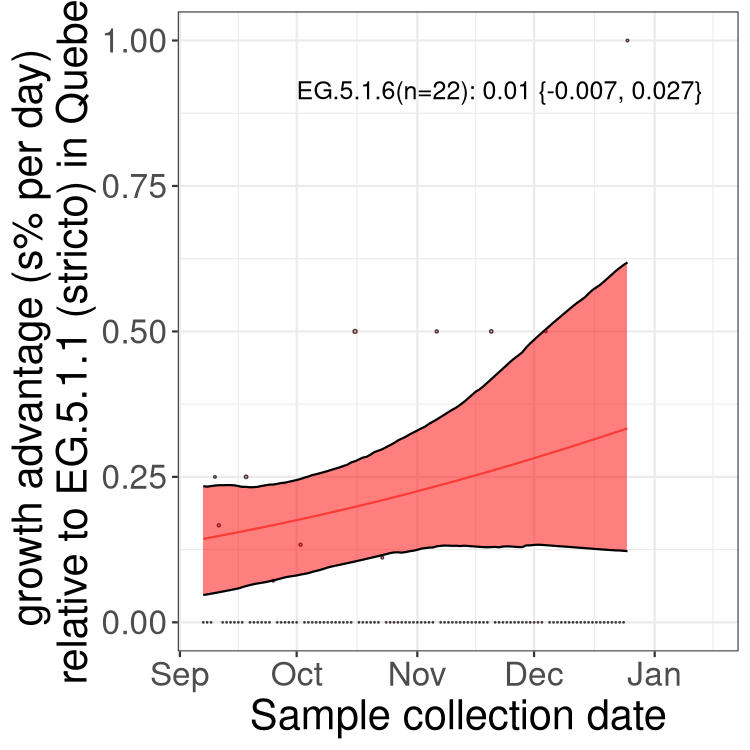 growth advantage (s% per day)
relative to EG.5.1.1 (stricto) in Quebe
1.00
0.75
0.50
0.25
0.00
EG.5.1.6(n=22): 0.01 {-0.007, 0.027}
Sep Oct Nov Dec Jan
Sample collection date